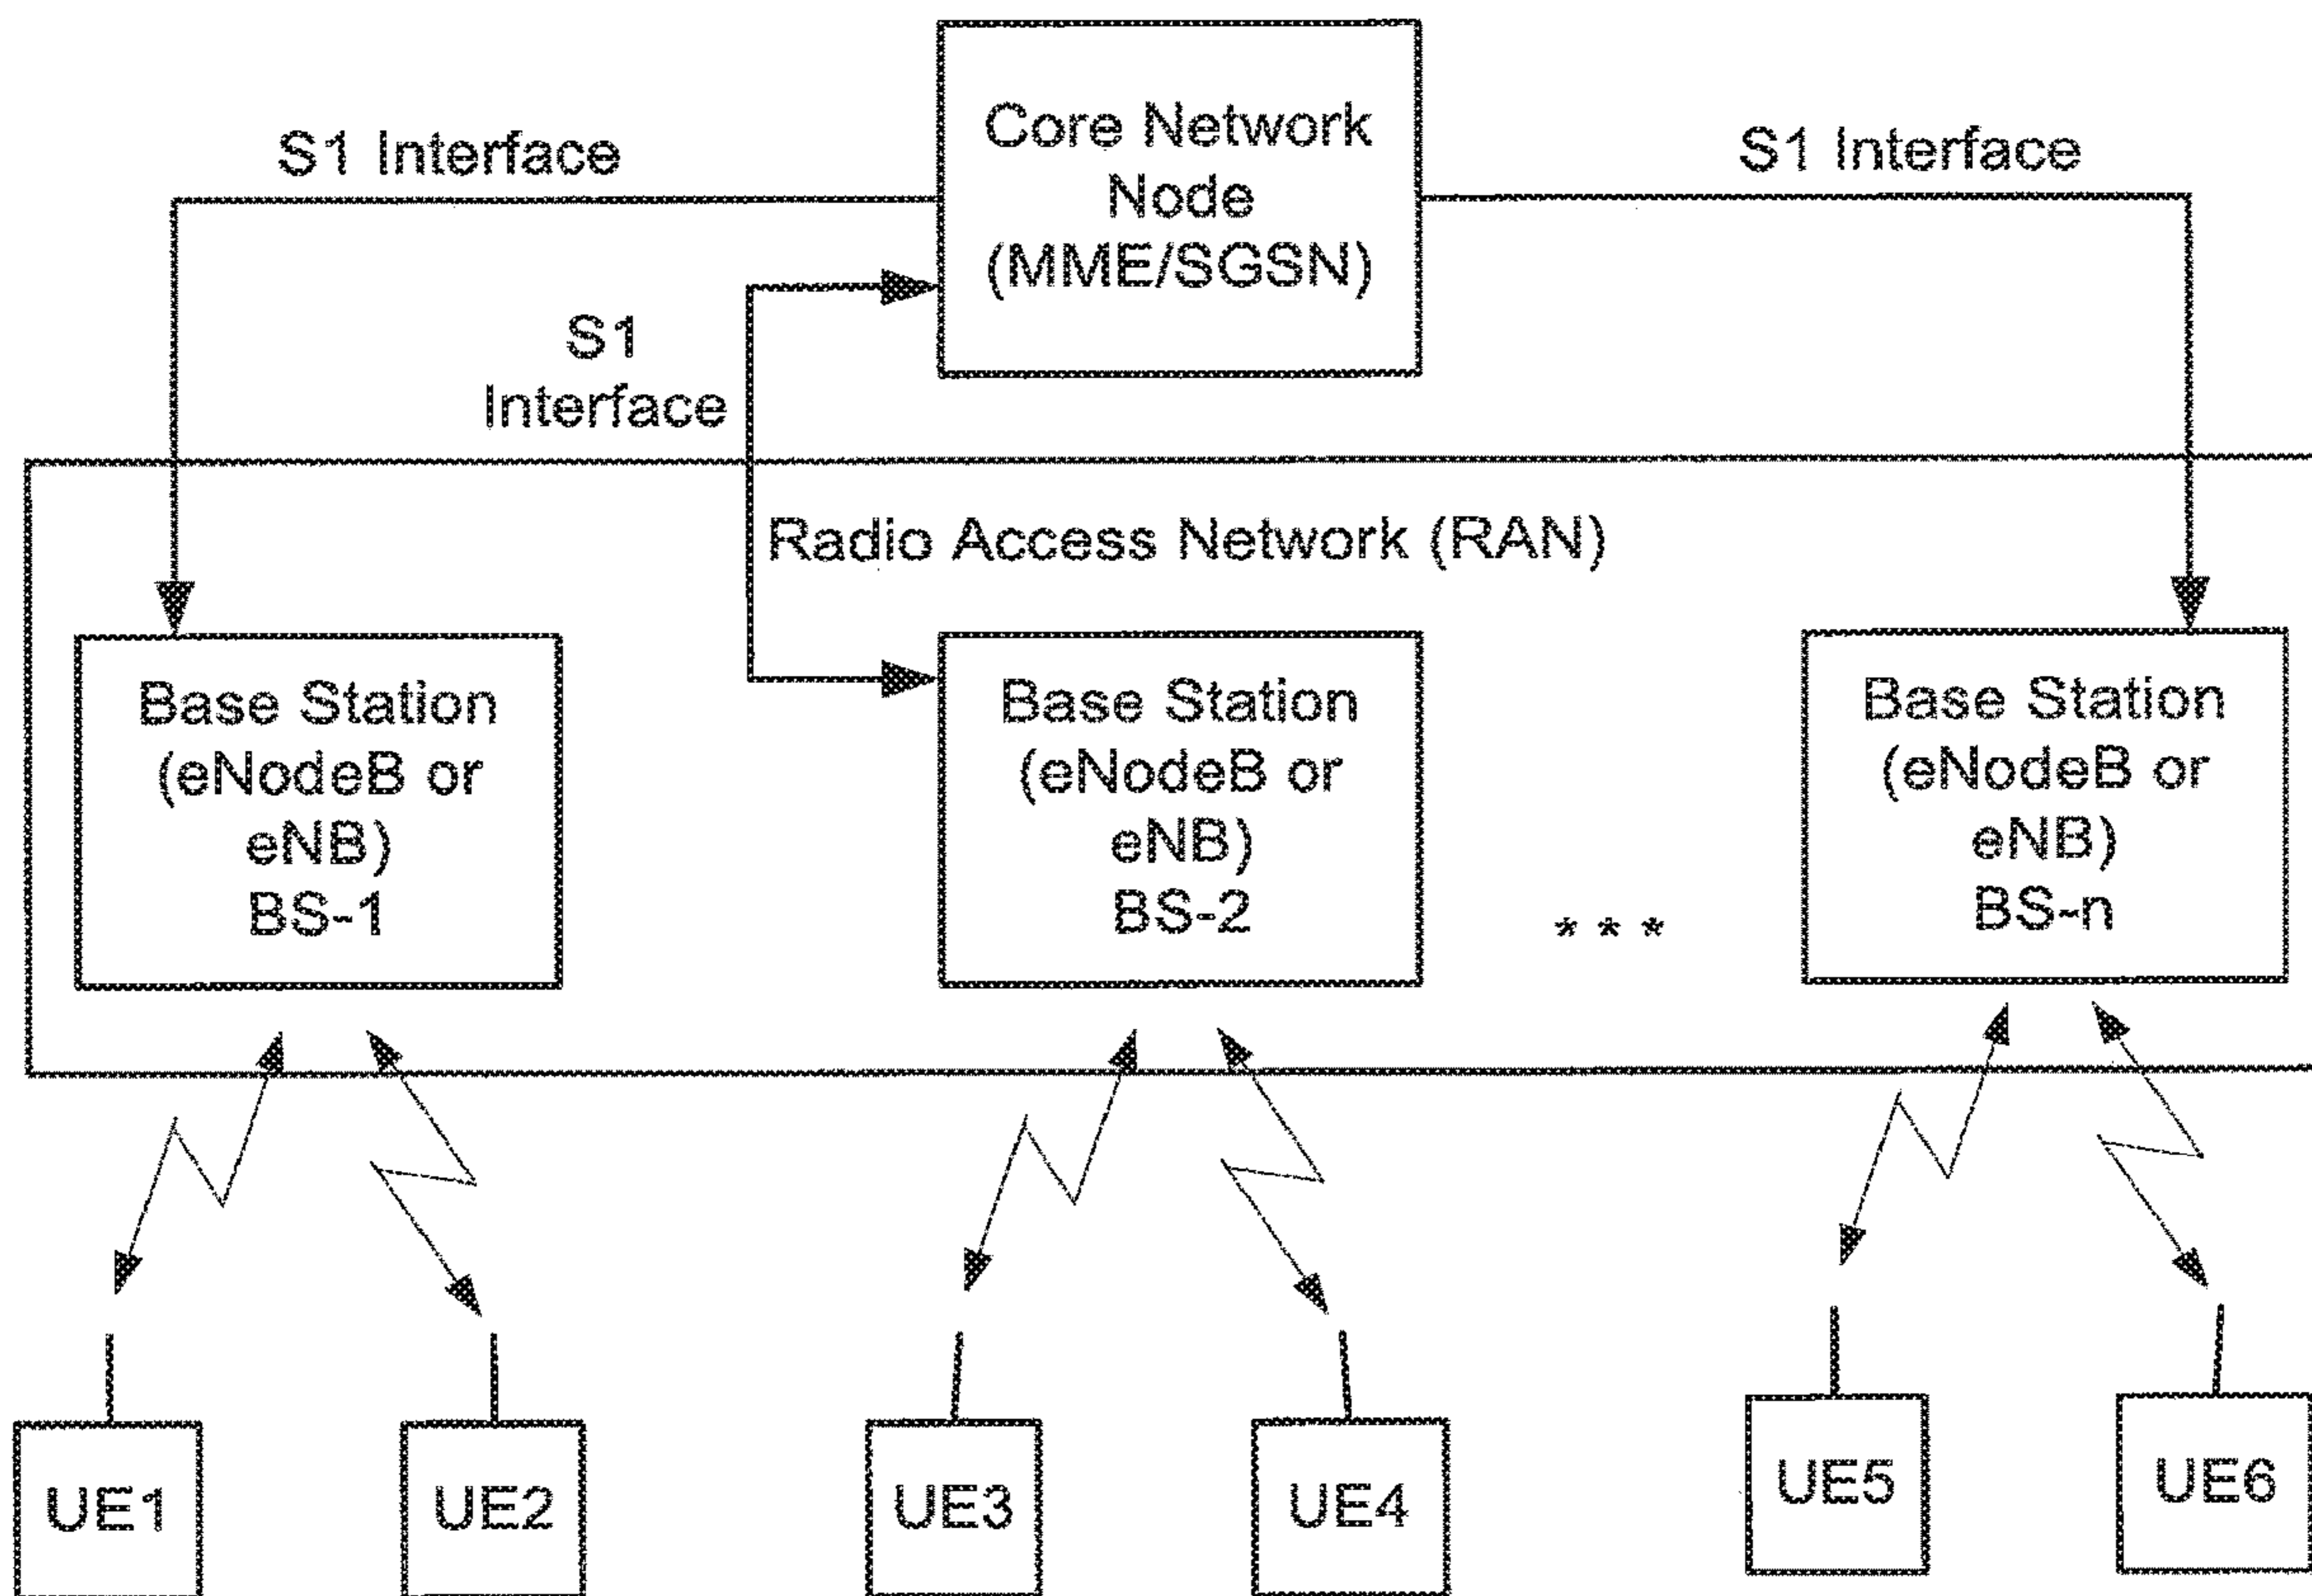 Core Network
Node
(MME/SGSN)
S1 Interface
S1 Interface
S1
Interface
Radio Access Network (RAN)
Base Station
(eNodeB or
eNB)
BS-1
Base Station
(eNodeB or
eNB)
BS-2
* * *
Base Station
(eNodeB or
eNB)
BS-n
UE1
UE2
UE3
UE4
UE5
UE6